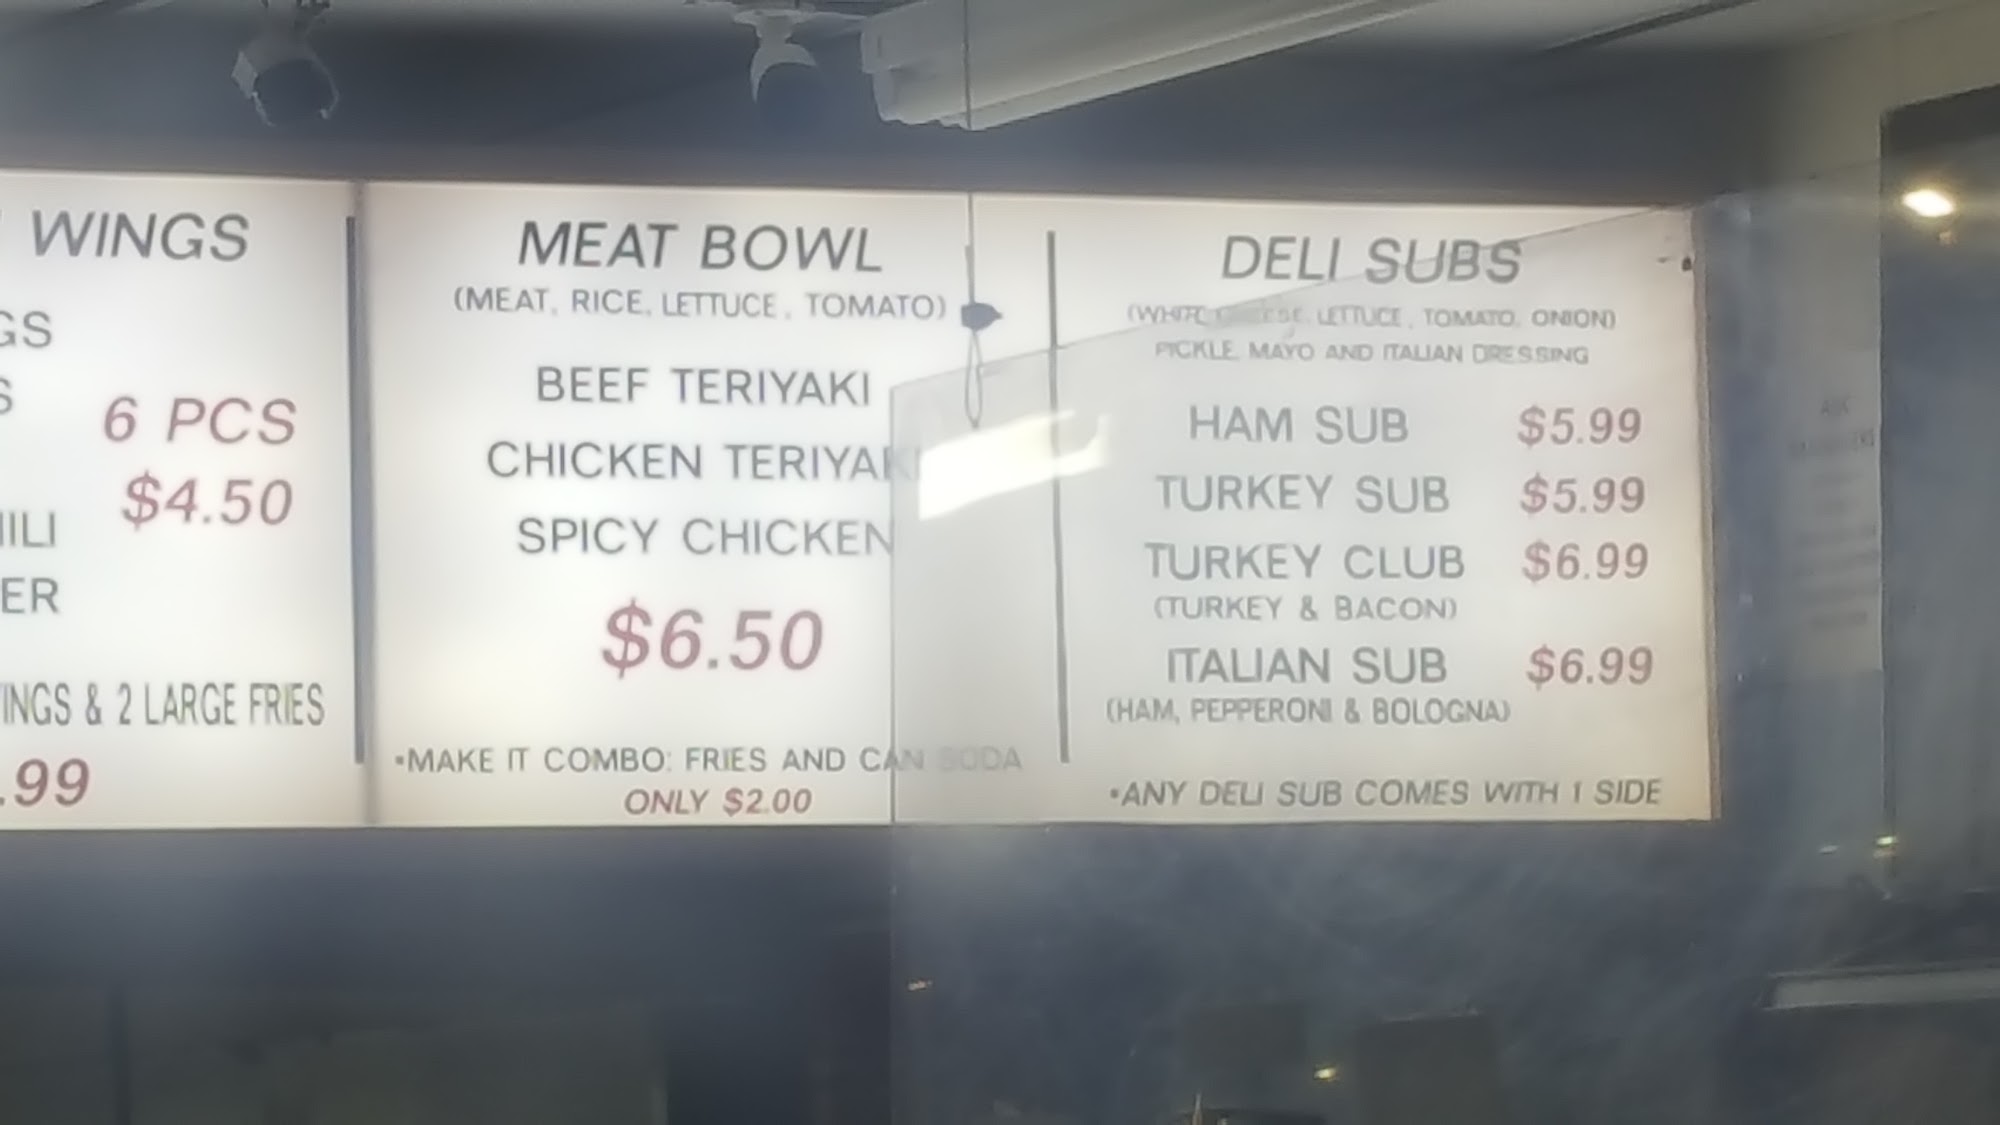 WINGS
GS
S
6 PCS
$4.50
ILI
ER
INGS & 2 LARGE FRIES
.99
MEAT BOWL
(MEAT, RICE, LETTUCE, TOMATO)
BEEF TERIYAKI
CHICKEN TERIYAKI
SPICY CHICKEN
$6.50
•MAKE IT COMBO: FRIES AND CAN SODA
ONLY $2.00
DELI SUBS
(WHITE CHEESE, LETTUCE, TOMATO, ONION)
PICKLE, MAYO AND ITALIAN DRESSING
HAM SUB $5.99
TURKEY SUB $5.99
TURKEY CLUB $6.99
(TURKEY & BACON)
ITALIAN SUB $6.99
(HAM, PEPPERONI & BOLOGNA)
•ANY DELI SUB COMES WITH 1 SIDE